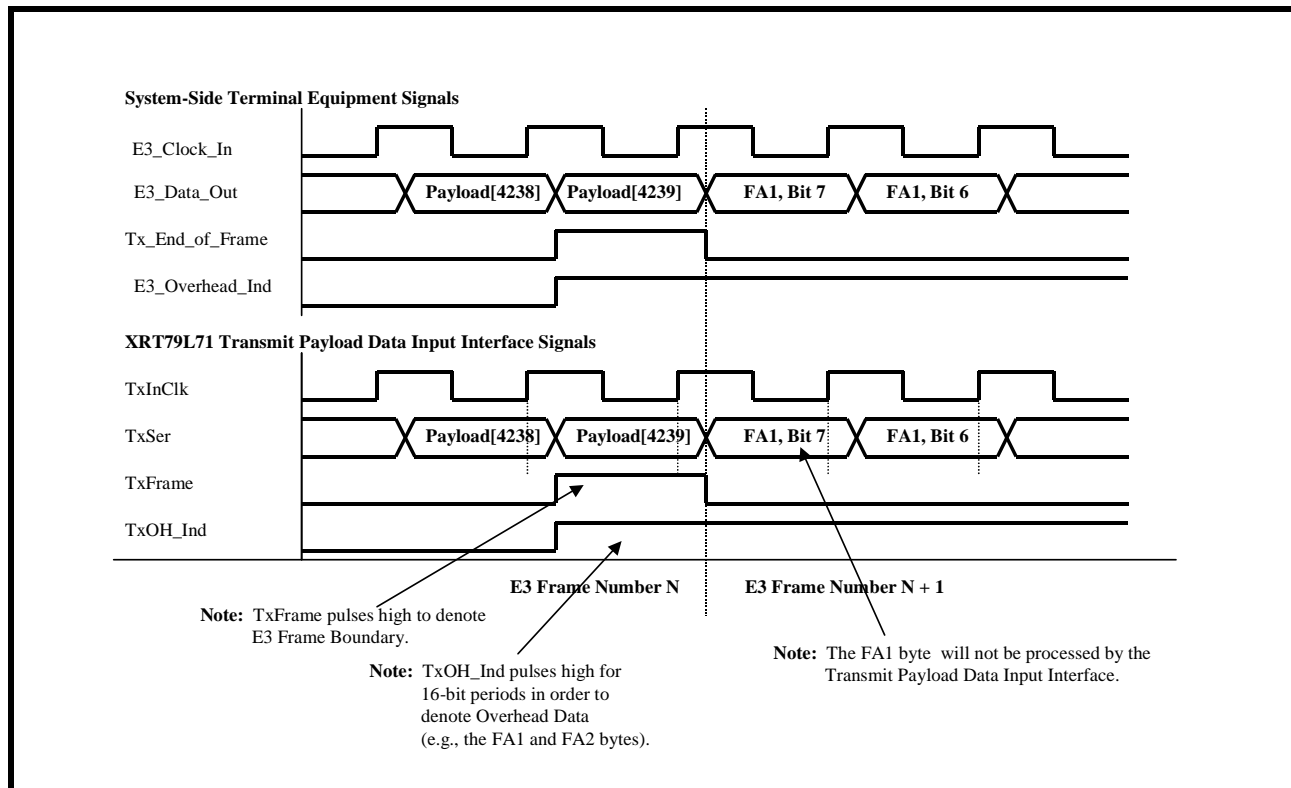 System-Side Terminal Equipment Signals
E3_Clock_In
E3_Data_Out
Payload[4238] Payload[4239] FA1, Bit 7 FA1, Bit 6
Tx_End_of_Frame
E3_Overhead_Ind
XRT79L71 Transmit Payload Data Input Interface Signals
TxInClk
TxSer
Payload[4238] Payload[4239] FA1, Bit 7 FA1, Bit 6
TxFrame
TxOH_Ind
E3 Frame Number N E3 Frame Number N + 1
Note: TxFrame pulses high to denote
E3 Frame Boundary.
Note: TxOH_Ind pulses high for
16-bit periods in order to
denote Overhead Data
(e.g., the FA1 and FA2 bytes).
Note: The FA1 byte will not be processed by the
Transmit Payload Data Input Interface.